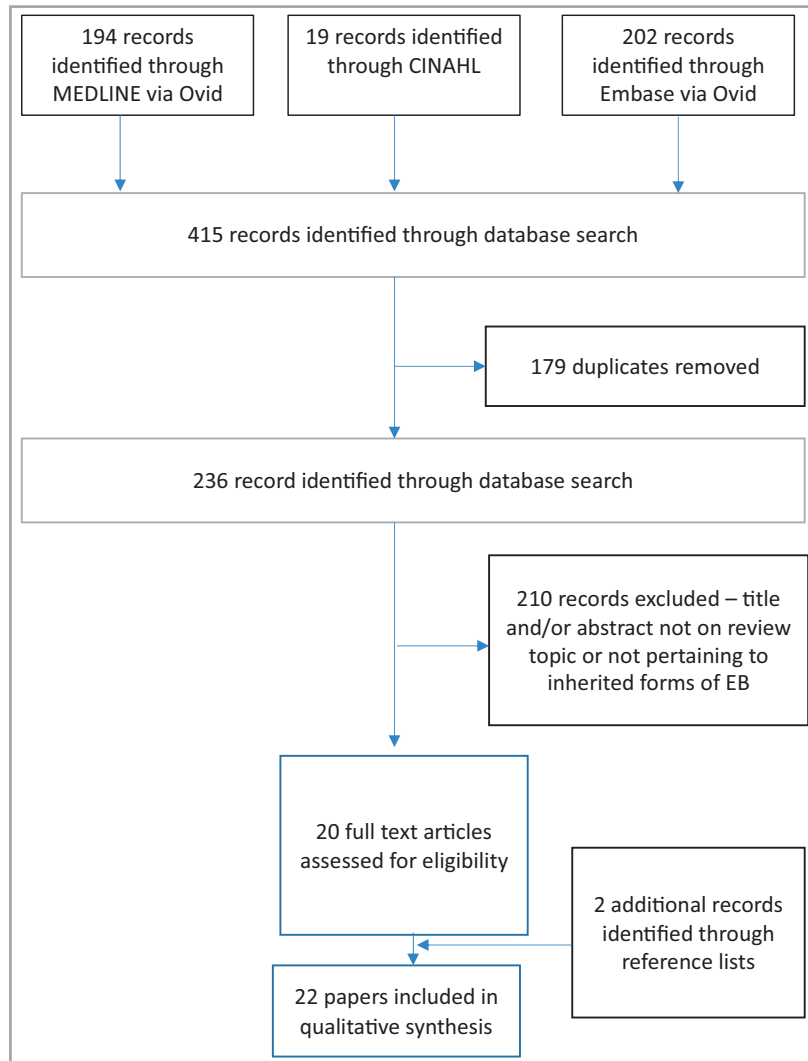 194 records
identified through
MEDLINE via Ovid
19 records identified
through CINAHL
202 records
identified through
Embase via Ovid
415 records identified through database search
179 duplicates removed
236 record identified through database search
210 records excluded – title
and/or abstract not on review
topic or not pertaining to
inherited forms of EB
20 full text articles
assessed for eligibility
2 additional records
identified through
reference lists
22 papers included in
qualitative synthesis